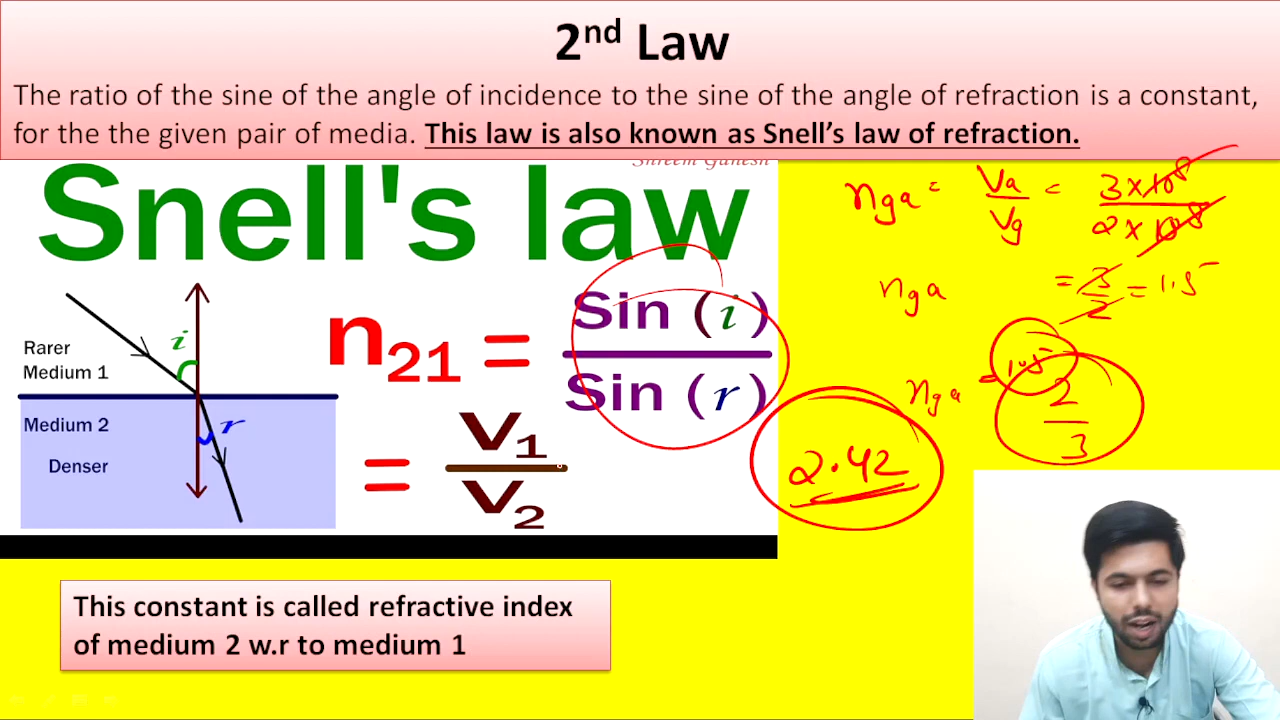 2nd Law
The ratio of the sine of the angle of incidence to the sine of the angle of refraction is a constant,
for the the given pair of media. This law is also known as Snell's law of refraction.
Shreem Ganesh
Snell's law
n21 = Sin (i)
Sin (r)
= V1
V2
i
Rarer
Medium 1
Medium 2
r
Denser
nga = Va/Vg = 3×10⁸/2×10⁸
nga = 3/2 = 1.5
nga = 1.5
2/3
2.42
This constant is called refractive index
of medium 2 w.r to medium 1